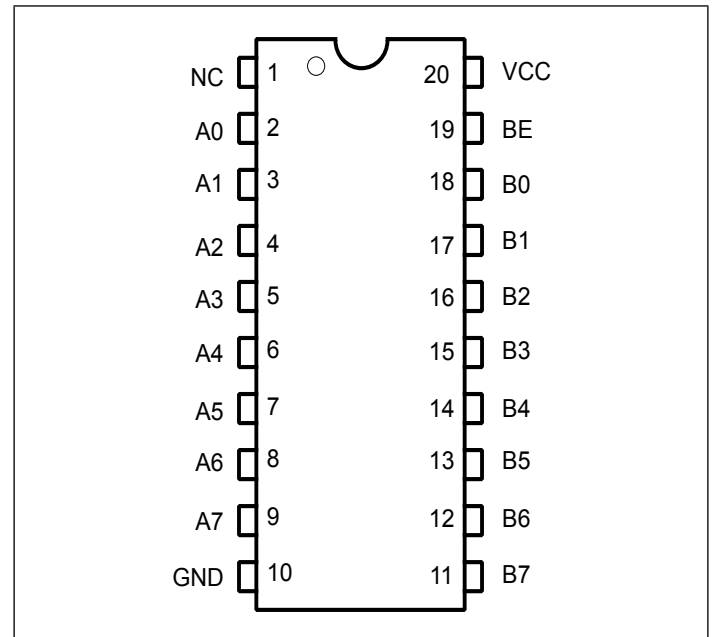 NC 1 20 VCC
A0 2 19 BE
A1 3 18 B0
A2 4 17 B1
A3 5 16 B2
A4 6 15 B3
A5 7 14 B4
A6 8 13 B5
A7 9 12 B6
GND 10 11 B7